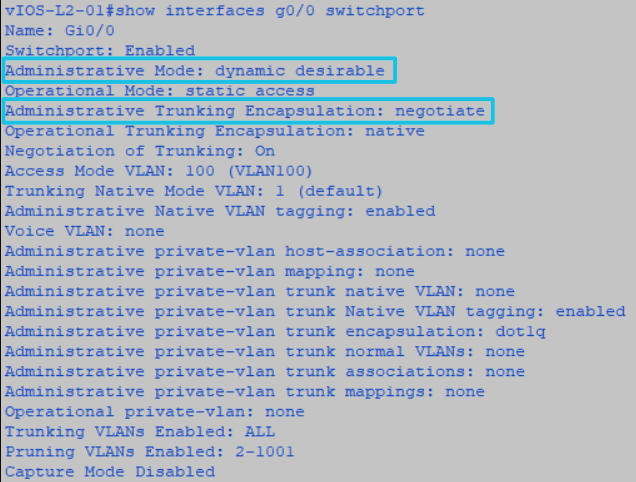 vIOS-L2-01#show interfaces g0/0 switchport
Name: Gi0/0
Switchport: Enabled
Administrative Mode: dynamic desirable
Operational Mode: static access
Administrative Trunking Encapsulation: negotiate
Operational Trunking Encapsulation: native
Negotiation of Trunking: On
Access Mode VLAN: 100 (VLAN100)
Trunking Native Mode VLAN: 1 (default)
Administrative Native VLAN tagging: enabled
Voice VLAN: none
Administrative private-vlan host-association: none
Administrative private-vlan mapping: none
Administrative private-vlan trunk native VLAN: none
Administrative private-vlan trunk Native VLAN tagging: enabled
Administrative private-vlan trunk encapsulation: dot1q
Administrative private-vlan trunk normal VLANs: none
Administrative private-vlan trunk associations: none
Administrative private-vlan trunk mappings: none
Operational private-vlan: none
Trunking VLANs Enabled: ALL
Pruning VLANs Enabled: 2-1001
Capture Mode Disabled